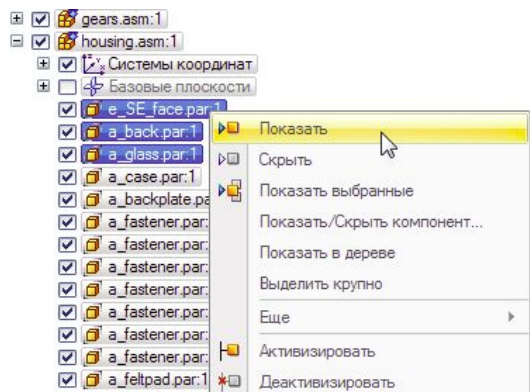 gears.asm:1
housing.asm:1
Системы координат
Базовые плоскости
e_SE_face.par:1
a_back.par:1
a_glass.par:1
a_case.par:1
a_backplate.pa
a_fastener.par:
a_fastener.par:
a_fastener.par:
a_fastener.par:
a_fastener.par:
a_fastener.par:
a_feltpad.par:1
Показать
Скрыть
Показать выбранные
Показать/Скрыть компонент...
Показать в дереве
Выделить крупно
Еще
Активизировать
Деактивизировать